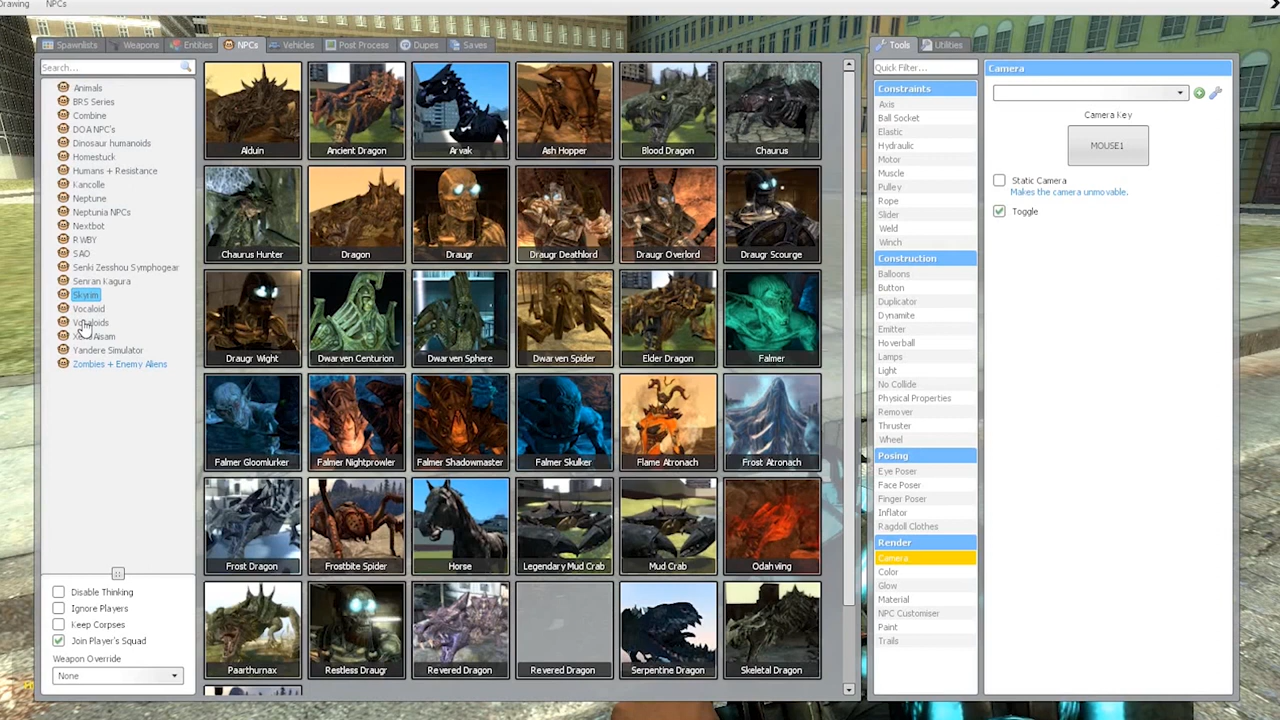 Drawing NPCs
Spawnlists Weapons Entities NPCs Vehicles Post Process Dupes Saves
Search...
Animals
BRS Series
Combine
DOA NPC's
Dinosaur humanoids
Homestuck
Humans + Resistance
Kancolle
Neptune
Neptunia NPCs
Nextbot
RWBY
SAO
Senki Zesshou Symphogear
Senran Kagura
Skyrim
Vocaloid
Vocaloids
Aisam
Yandere Simulator
Zombies + Enemy Aliens
Disable Thinking
Ignore Players
Keep Corpses
Join Player's Squad
Weapon Override
None
Alduin Ancient Dragon Arvak Ash Hopper Blood Dragon Chaurus
Chaurus Hunter Dragon Draugr Draugr Deathlord Draugr Overlord Draugr Scourge
Draugr Wight Dwarven Centurion Dwarven Sphere Dwarven Spider Elder Dragon Falmer
Falmer Gloomlurker Falmer Nightprowler Falmer Shadowmaster Falmer Skulker Flame Atronach Frost Atronach
Frost Dragon Frostbite Spider Horse Legendary Mud Crab Mud Crab Odahviing
Paarthurnax Restless Draugr Revered Dragon Revered Dragon Serpentine Dragon Skeletal Dragon
Tools Utilities
Quick Filter...
Constraints
Axis
Ball Socket
Elastic
Hydraulic
Motor
Muscle
Pulley
Rope
Slider
Weld
Winch
Construction
Balloons
Button
Duplicator
Dynamite
Emitter
Hoverball
Lamps
Light
No Collide
Physical Properties
Remover
Thruster
Wheel
Posing
Eye Poser
Face Poser
Finger Poser
Inflator
Ragdoll Clothes
Render
Camera
Color
Glow
Material
NPC Customiser
Paint
Trails
Camera
Camera Key
MOUSE1
Static Camera
Makes the camera unmovable.
Toggle